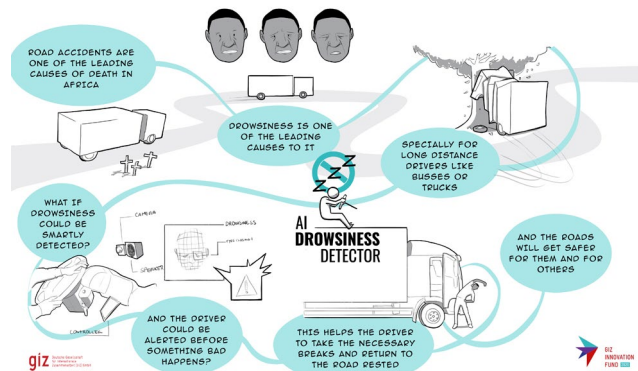 ROAD ACCIDENTS ARE
ONE OF THE LEADING
CAUSES OF DEATH IN
AFRICA
DROWSINESS IS ONE
OF THE LEADING
CAUSES TO IT
SPECIALLY FOR
LONG DISTANCE
DRIVERS LIKE
BUSSES OR
TRUCKS
WHAT IF
DROWSINESS
COULD BE
SMARTLY
DETECTED?
CAMERA
SPEAKER
CONTROLLER
DROWSINESS
AND THE DRIVER
COULD BE
ALERTED BEFORE
SOMETHING BAD
HAPPENS?
ZZZ
AI
DROWSINESS
DETECTOR
THIS HELPS THE DRIVER
TO TAKE THE NECESSARY
BREAKS AND RETURN TO
THE ROAD RESTED
AND THE ROADS
WILL GET SAFER
FOR THEM AND FOR
OTHERS
giz
GIZ
INNOVATION
FUND